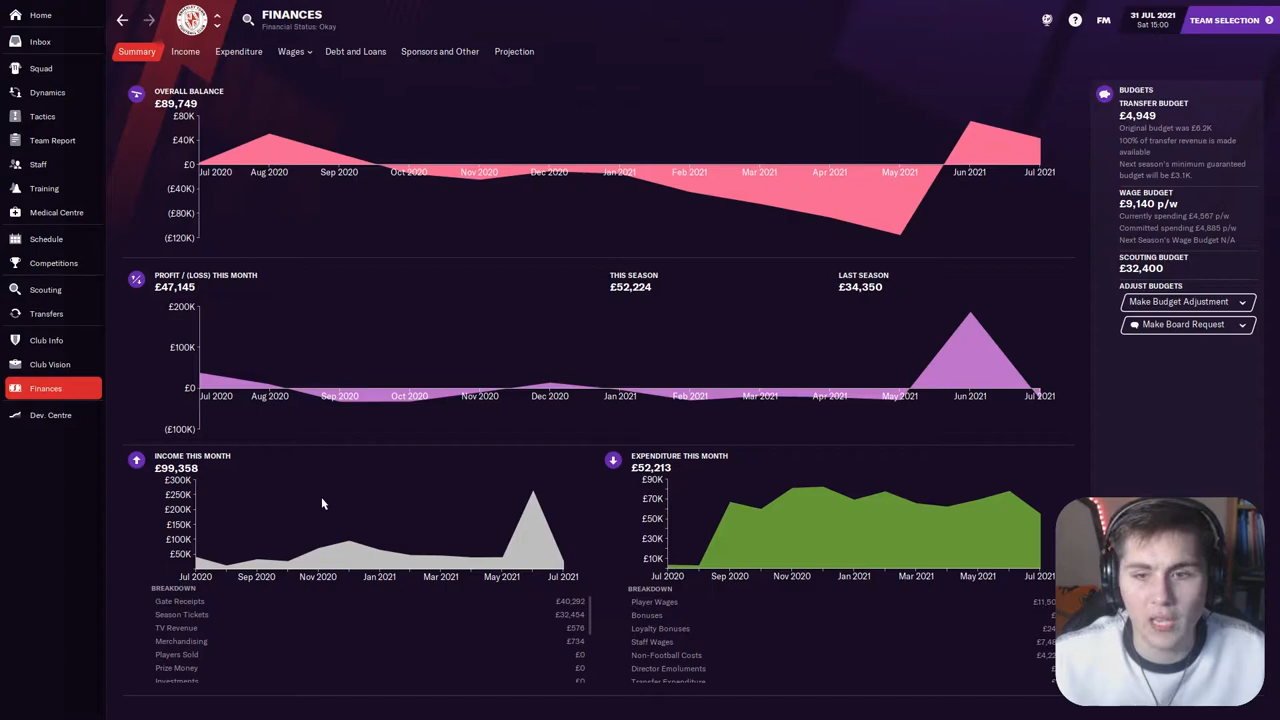 Home
Inbox
Squad
Dynamics
Tactics
Team Report
Staff
Training
Medical Centre
Schedule
Competitions
Scouting
Transfers
Club Info
Club Vision
Finances
Dev. Centre
FINANCES
Financial Status: Okay
FM
31 JUL 2021
Sat 15:00
TEAM SELECTION
Summary
Income
Expenditure
Wages
Debt and Loans
Sponsors and Other
Projection
OVERALL BALANCE
£89,749
£80K
£40K
£0
(£40K)
(£80K)
(£120K)
Jul 2020 Aug 2020 Sep 2020 Oct 2020 Nov 2020 Dec 2020 Jan 2021 Feb 2021 Mar 2021 Apr 2021 May 2021 Jun 2021 Jul 2021
PROFIT / (LOSS) THIS MONTH
£47,145
THIS SEASON
£52,224
LAST SEASON
£34,350
£200K
£100K
£0
(£100K)
Jul 2020 Aug 2020 Sep 2020 Oct 2020 Nov 2020 Dec 2020 Jan 2021 Feb 2021 Mar 2021 Apr 2021 May 2021 Jun 2021 Jul 2021
INCOME THIS MONTH
£99,358
£300K
£250K
£200K
£150K
£100K
£50K
Jul 2020 Sep 2020 Nov 2020 Jan 2021 Mar 2021 May 2021 Jul 2021
BREAKDOWN
Gate Receipts £40,292
Season Tickets £32,454
TV Revenue £576
Merchandising £734
Players Sold £0
Prize Money £0
Investments £0
EXPENDITURE THIS MONTH
£52,213
£90K
£70K
£50K
£30K
£10K
Jul 2020 Sep 2020 Nov 2020 Jan 2021 Mar 2021 May 2021 Jul 2021
BREAKDOWN
Player Wages £11,50
Bonuses £
Loyalty Bonuses £24
Staff Wages £7,48
Non-Football Costs £4,22
Director Emoluments £
Transfer Expenditure £
BUDGETS
TRANSFER BUDGET
£4,949
Original budget was £6.2K
100% of transfer revenue is made
available
Next season's minimum guaranteed
budget will be £3.1K.
WAGE BUDGET
£9,140 p/w
Currently spending £4,567 p/w
Committed spending £4,885 p/w
Next Season's Wage Budget N/A
SCOUTING BUDGET
£32,400
ADJUST BUDGETS
Make Budget Adjustment
Make Board Request